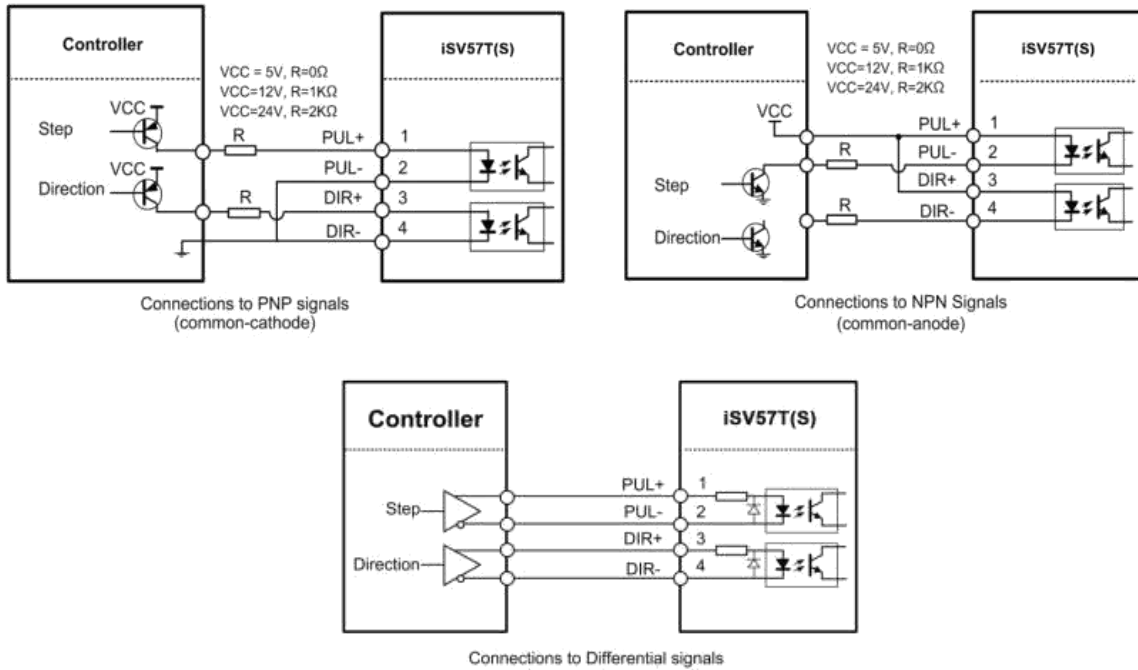 Controller
iSV57T(S)
VCC = 5V, R=0Ω
VCC=12V, R=1KΩ
VCC=24V, R=2KΩ
VCC
Step
R
PUL+
1
VCC
PUL-
2
Direction
R
DIR+
3
DIR-
4
Connections to PNP signals
(common-cathode)
Controller
iSV57T(S)
VCC = 5V, R=0Ω
VCC=12V, R=1KΩ
VCC=24V, R=2KΩ
VCC
PUL+
1
R
PUL-
2
Step
DIR+
3
R
DIR-
4
Direction
Connections to NPN Signals
(common-anode)
Controller
iSV57T(S)
PUL+
1
Step
PUL-
2
DIR+
3
Direction
DIR-
4
Connections to Differential signals